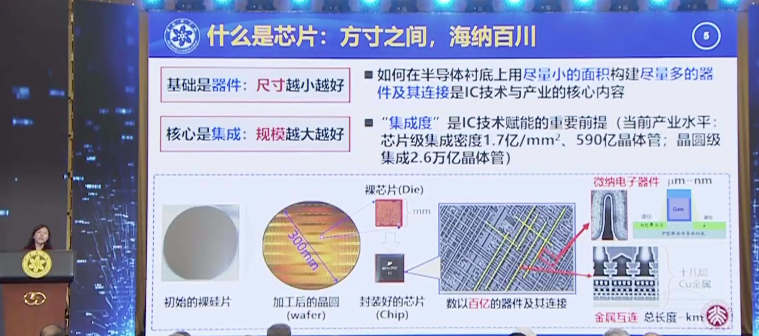 什么是芯片：方寸之间，海纳百川
5
基础是器件：尺寸越小越好
核心是集成：规模越大越好
■如何在半导体衬底上用尽量小的面积构建尽量多的器
件及其连接是IC技术与产业的核心内容
■“集成度”是IC技术赋能的重要前提（当前产业水平：
芯片级集成密度1.7亿/mm²、590亿晶体管；晶圆级
集成2.6万亿晶体管）
裸芯片(Die)
mm
300mm
微纳电子器件 μm~nm
Gate
十几层
Cu金属
初始的裸硅片
加工后的晶圆
(wafer)
封装好的芯片
(Chip)
数以百亿的器件及其连接
金属互连 总长度~km